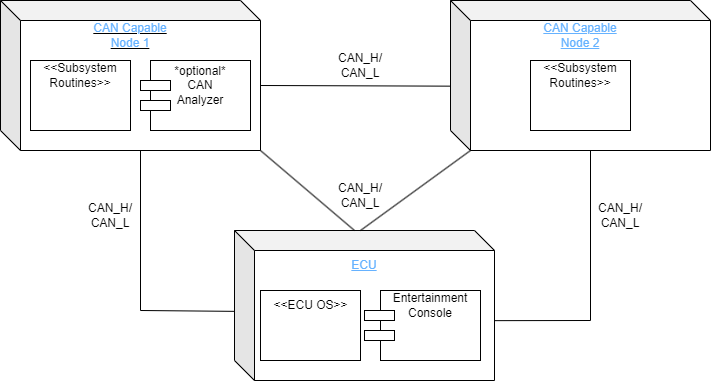 CAN Capable
Node 1
<<Subsystem
Routines>>
*optional*
CAN
Analyzer
CAN_H/
CAN_L
CAN Capable
Node 2
<<Subsystem
Routines>>
CAN_H/
CAN_L
CAN_H/
CAN_L
CAN_H/
CAN_L
ECU
<<ECU OS>>
Entertainment
Console